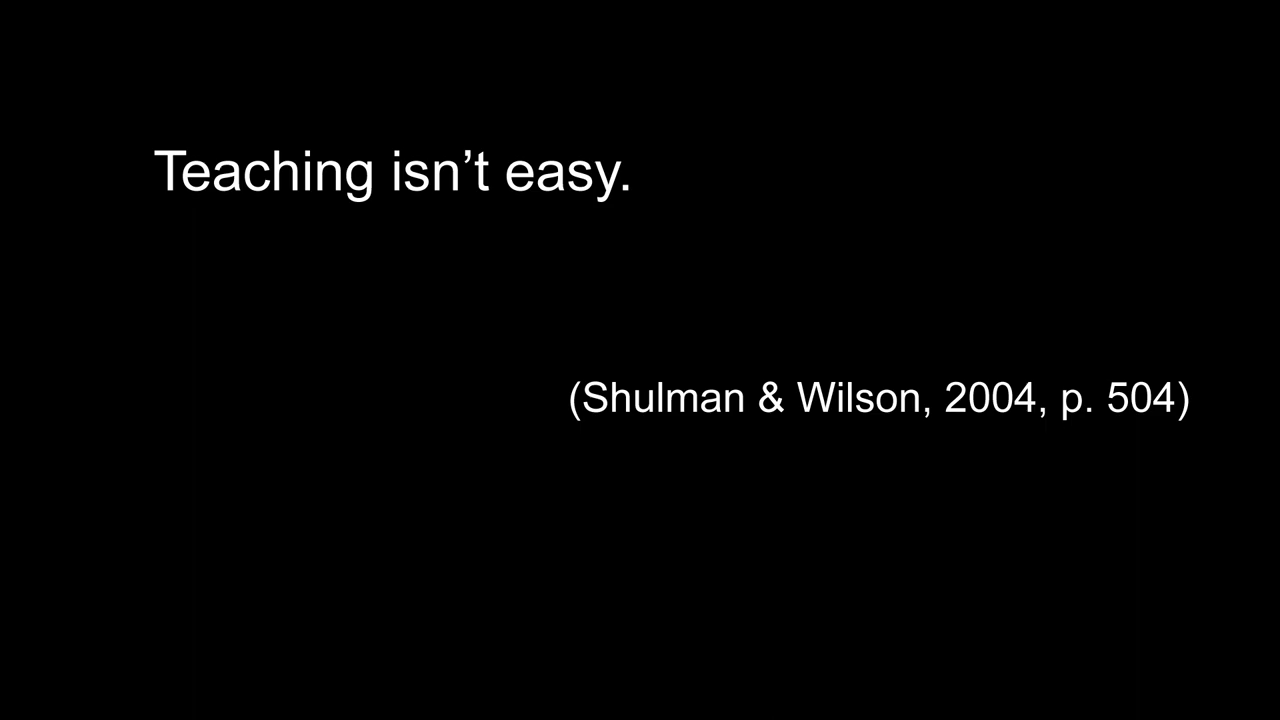 Teaching isn’t easy.
(Shulman & Wilson, 2004, p. 504)